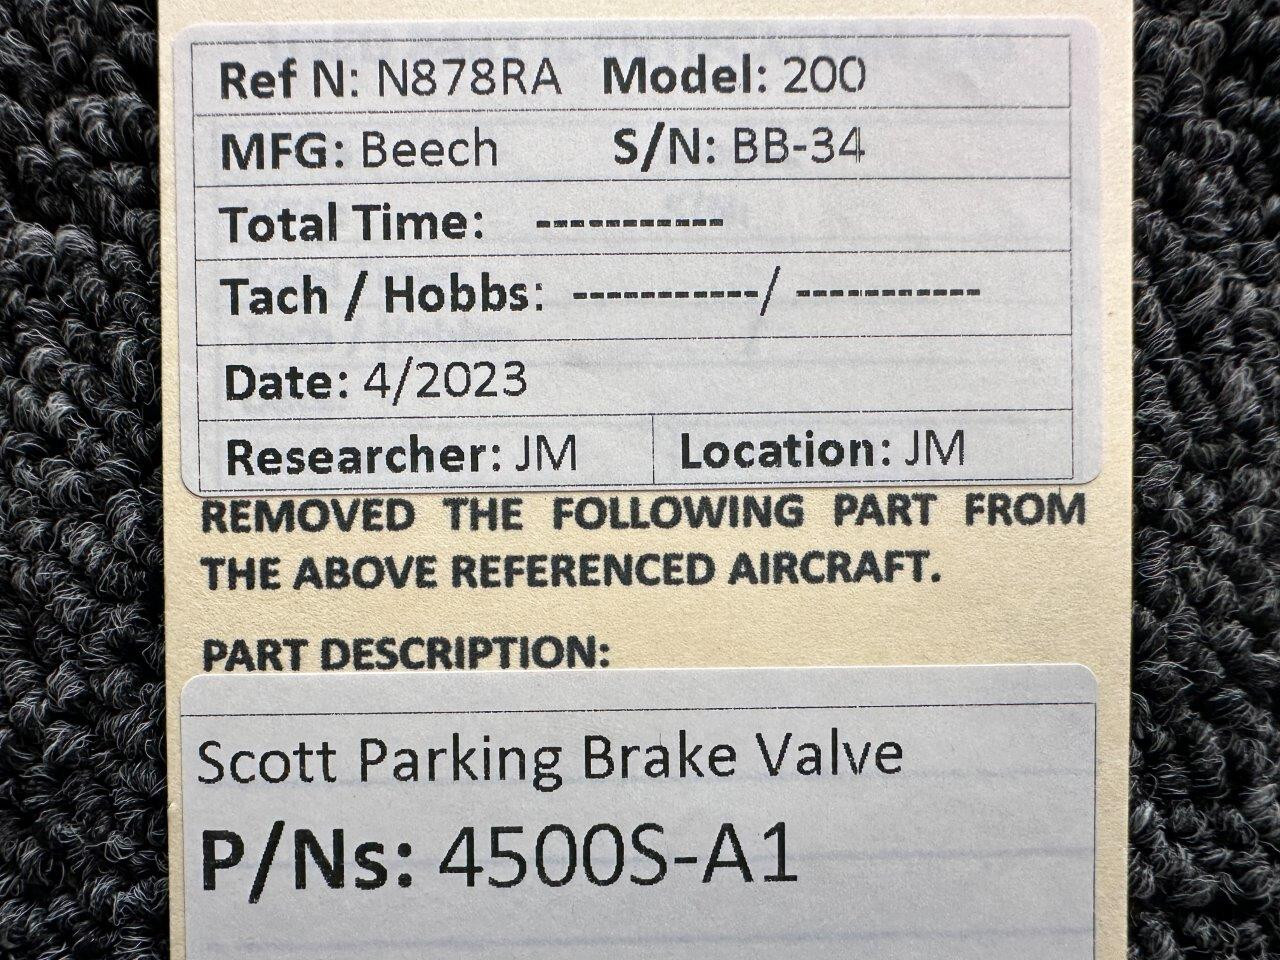 Ref N: N878RA Model: 200
MFG: Beech S/N: BB-34
Total Time: -----------
Tach / Hobbs: -----------/ -----------
Date: 4/2023
Researcher: JM Location: JM
REMOVED THE FOLLOWING PART FROM
THE ABOVE REFERENCED AIRCRAFT.
PART DESCRIPTION:
Scott Parking Brake Valve
P/Ns: 4500S-A1